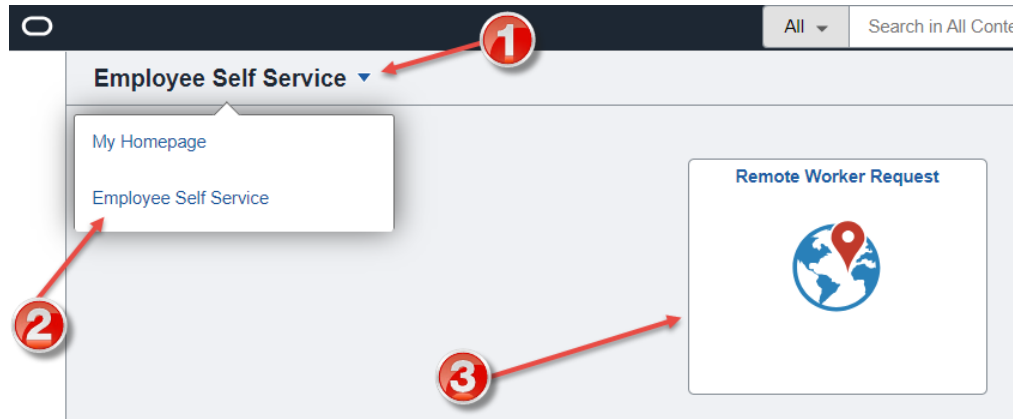 All
Search in All Conte
1
Employee Self Service
My Homepage
Employee Self Service
Remote Worker Request
2
3